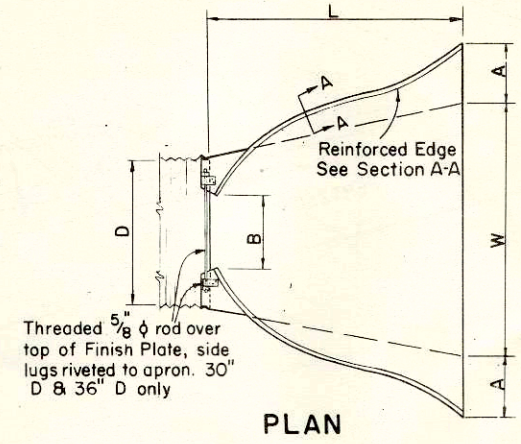 L
A
A
A
Reinforced Edge
See Section A-A
D
B
W
Threaded 5/8" ϕ rod over
top of Finish Plate, side
lugs riveted to apron. 30"
D & 36" D only
A
PLAN